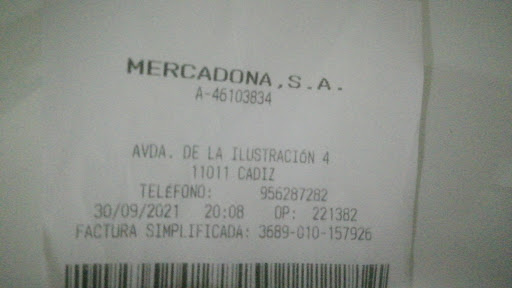 MERCADONA,S.A.
A-46103834
AVDA. DE LA ILUSTRACIóN 4
11011 CADIZ
TELÉFONO: 956287282
30/09/2021 20:08 OP: 221382
FACTURA SIMPLIFICADA: 3689-010-157926